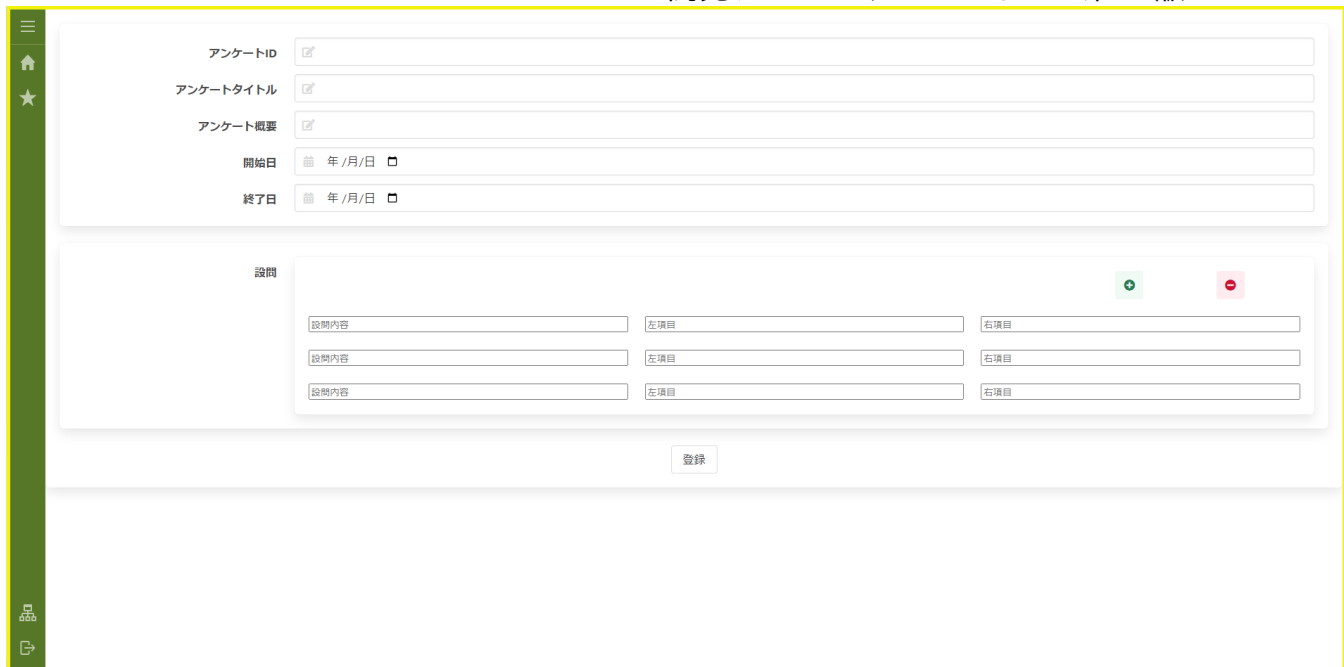 アンケートID
アンケートタイトル
アンケート概要
開始日 年 /月/日
終了日 年 /月/日
設問
設問内容 左項目 右項目
設問内容 左項目 右項目
設問内容 左項目 右項目
登録